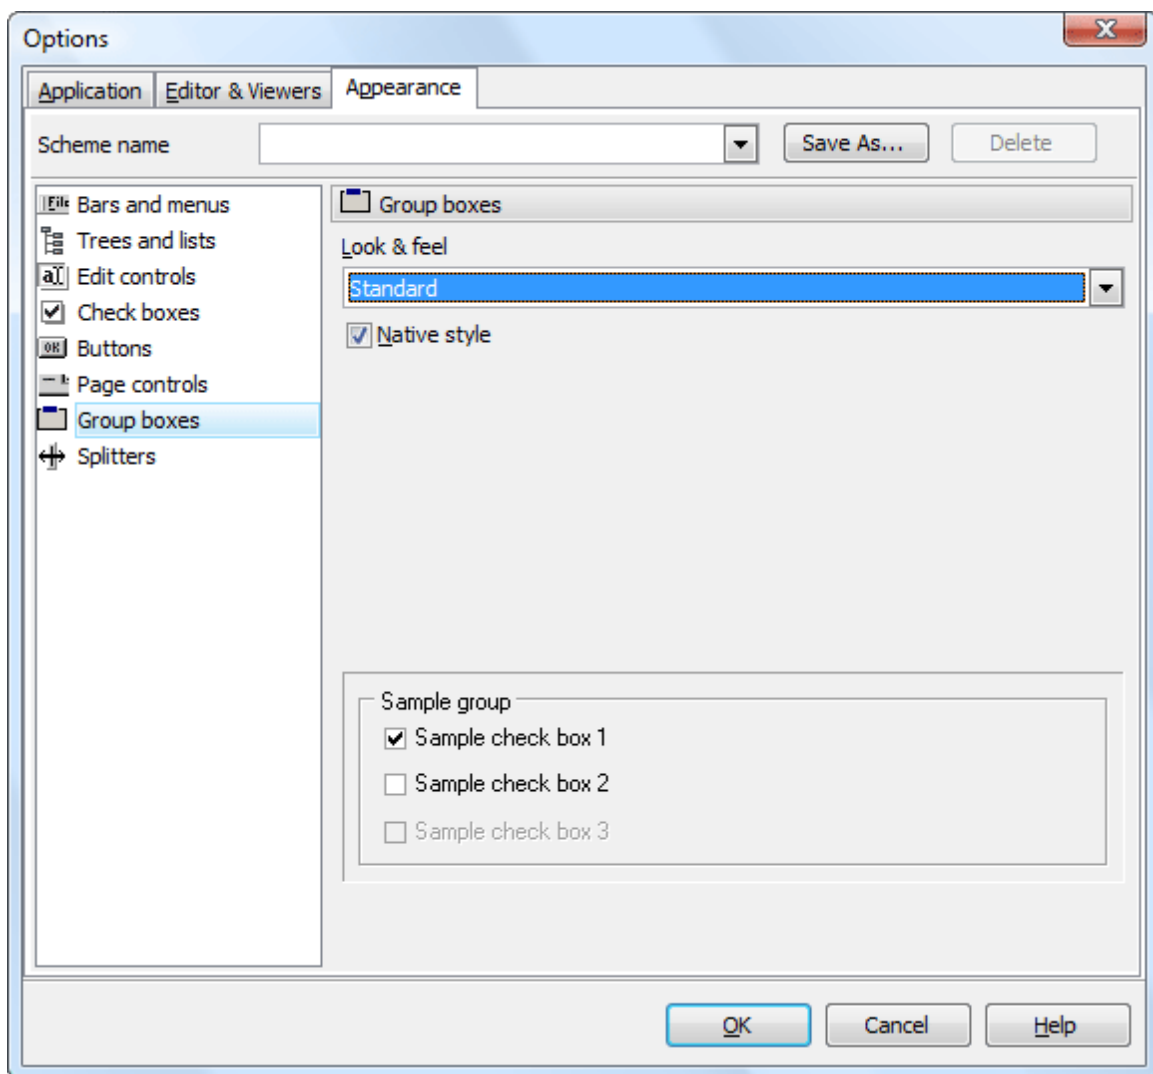 Options
Application Editor & Viewers Appearance
Scheme name Save As... Delete
Bars and menus
Trees and lists
Edit controls
Check boxes
Buttons
Page controls
Group boxes
Splitters
Group boxes
Look & feel
Standard
Native style
Sample group
Sample check box 1
Sample check box 2
Sample check box 3
OK Cancel Help